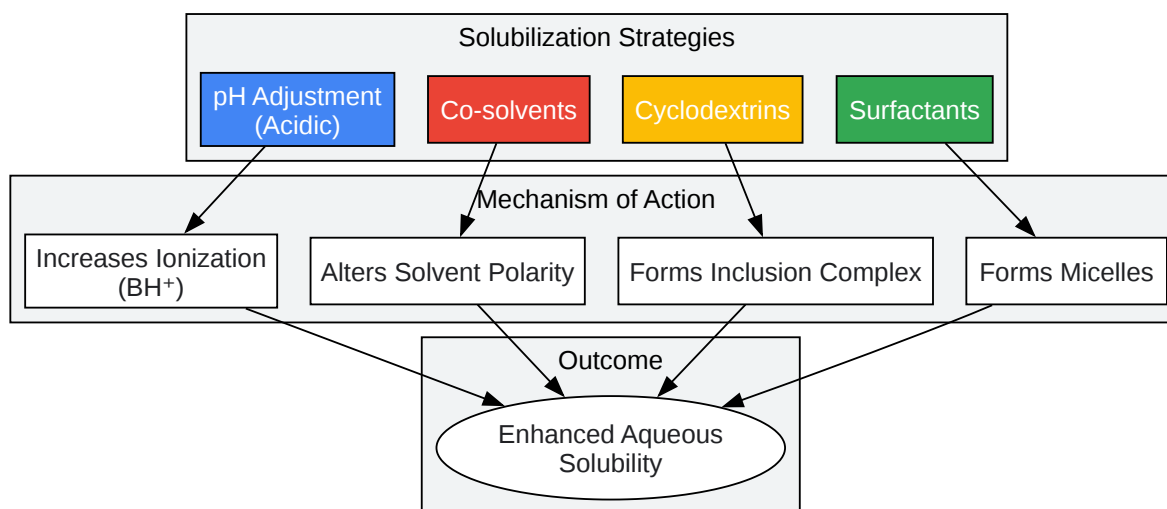 Solubilization Strategies
pH Adjustment
(Acidic)
Co-solvents
Cyclodextrins
Surfactants
Mechanism of Action
Increases Ionization
(BH⁺)
Alters Solvent Polarity
Forms Inclusion Complex
Forms Micelles
Outcome
Enhanced Aqueous
Solubility